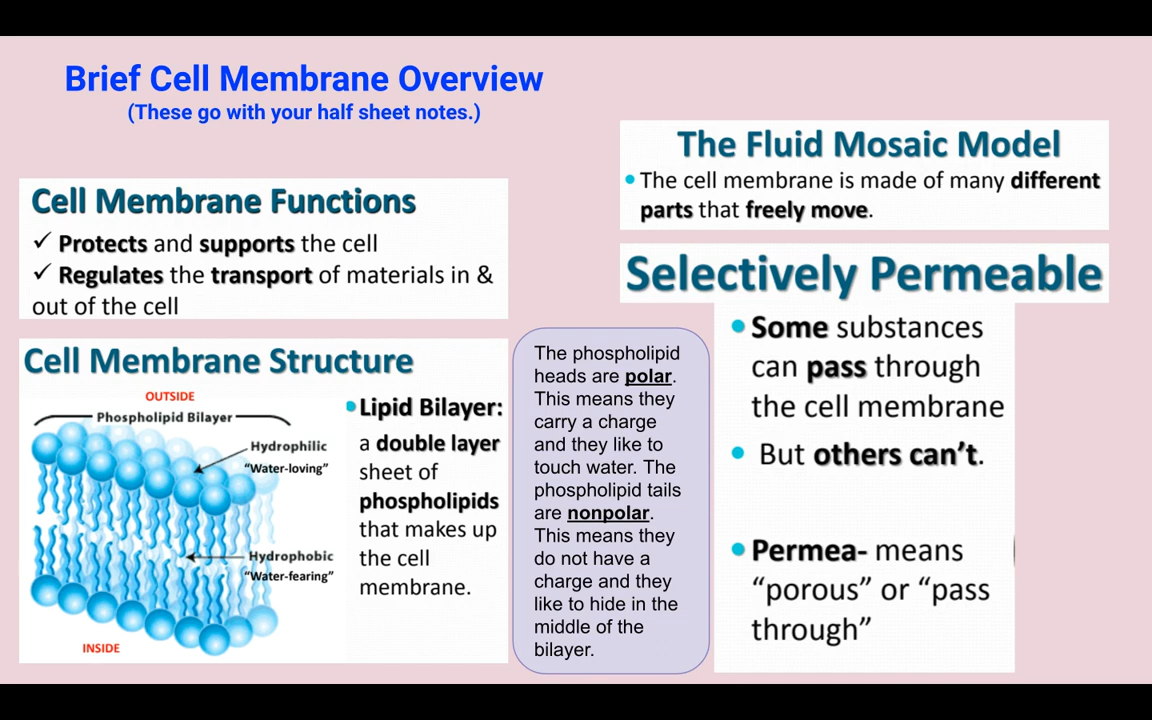 Brief Cell Membrane Overview
(These go with your half sheet notes.)
Cell Membrane Functions
✓ Protects and supports the cell
✓ Regulates the transport of materials in &
out of the cell
Cell Membrane Structure
OUTSIDE
Phospholipid Bilayer
Hydrophilic
"Water-loving"
Hydrophobic
"Water-fearing"
INSIDE
• Lipid Bilayer:
a double layer
sheet of
phospholipids
that makes up
the cell
membrane.
The phospholipid
heads are polar.
This means they
carry a charge
and they like to
touch water. The
phospholipid tails
are nonpolar.
This means they
do not have a
charge and they
like to hide in the
middle of the
bilayer.
The Fluid Mosaic Model
• The cell membrane is made of many different
parts that freely move.
Selectively Permeable
• Some substances
can pass through
the cell membrane
• But others can't.
• Permea- means
"porous" or "pass
through"